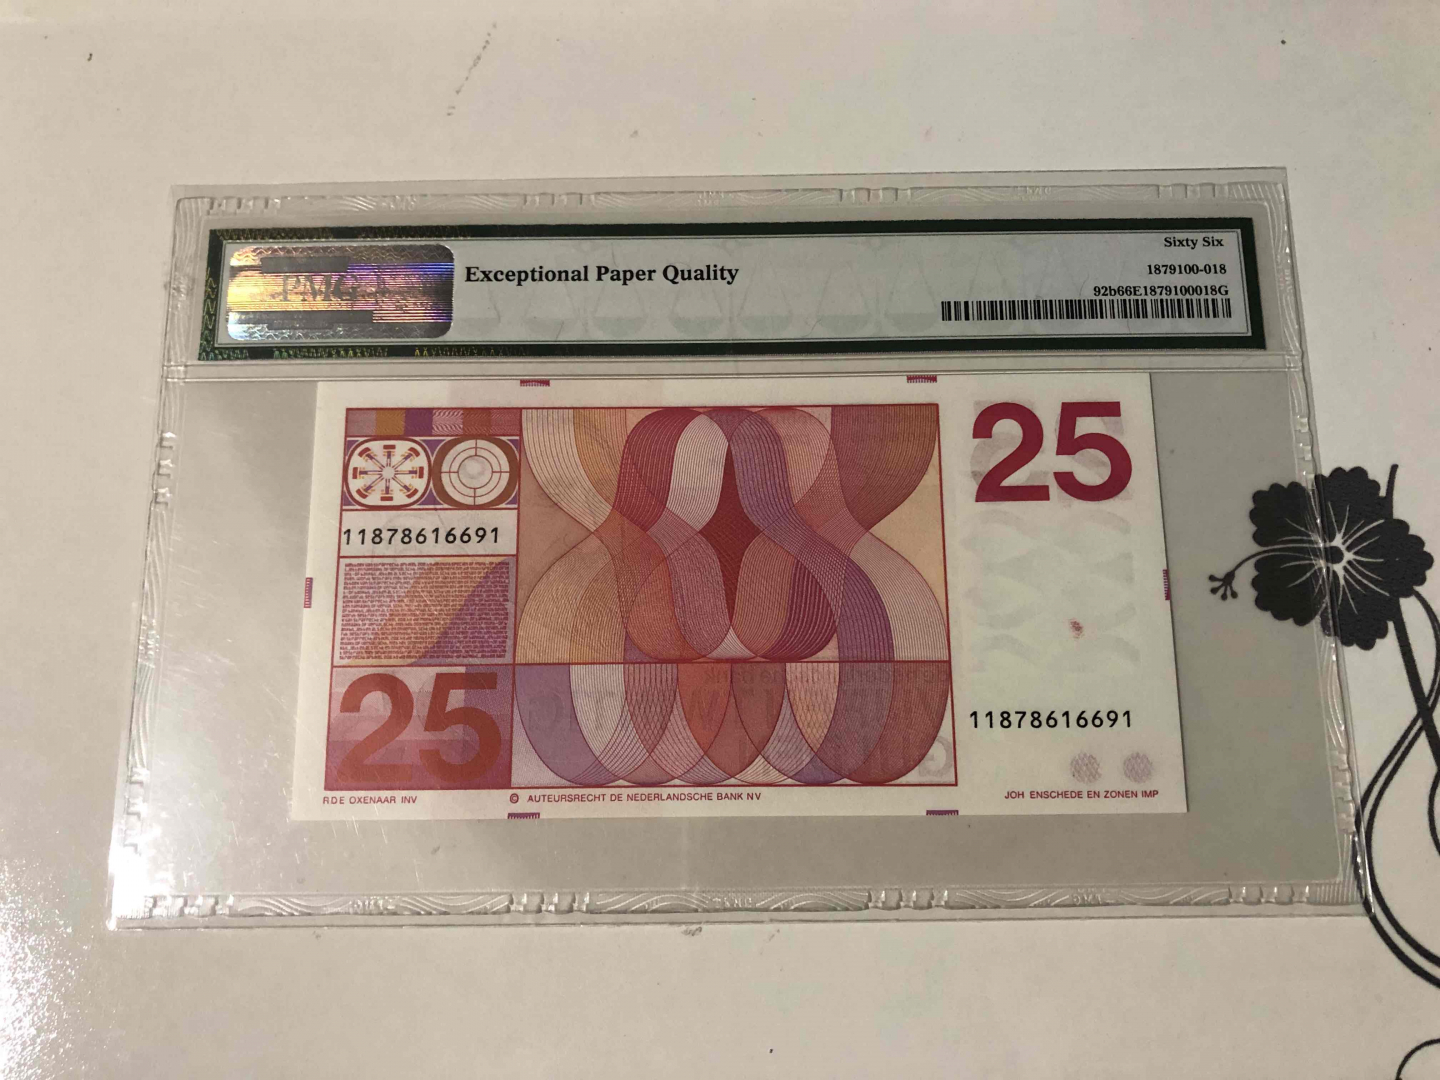 PMG
Exceptional Paper Quality
Sixty Six
1879100-018
92b66E1879100018G
25
11878616691
25
11878616691
R.D.E OXENAAR INV
© AUTEURSRECHT DE NEDERLANDSCHE BANK NV
JOH ENSCHEDE EN ZONEN IMP